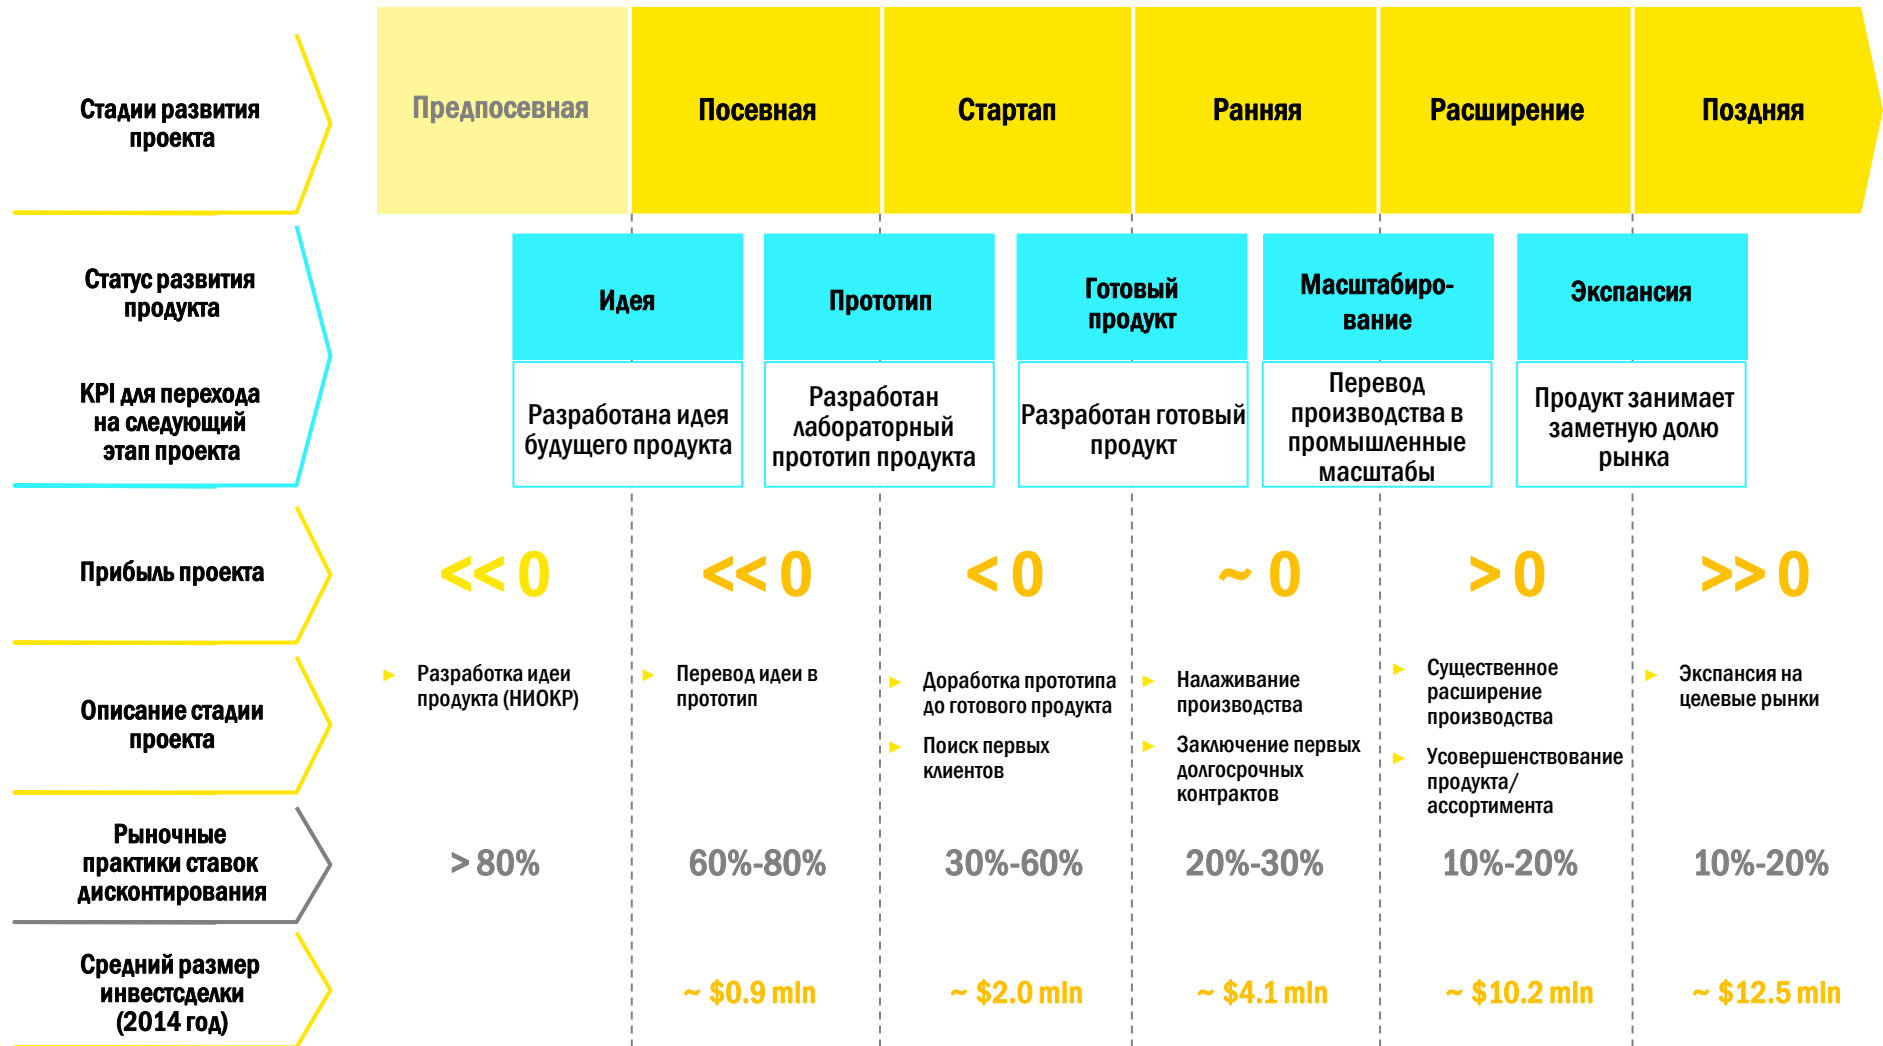 Стадии развития
проекта
Предпосевная
Посевная
Стартап
Ранняя
Расширение
Поздняя
Статус развития
продукта
Идея
Прототип
Готовый
продукт
Масштабиро-
вание
Экспансия
KPI для перехода
на следующий
этап проекта
Разработана идея
будущего продукта
Разработан
лабораторный
прототип продукта
Разработан готовый
продукт
Перевод
производства в
промышленные
масштабы
Продукт занимает
заметную долю
рынка
Прибыль проекта
<< 0
<< 0
< 0
~ 0
> 0
>> 0
Описание стадии
проекта
► Разработка идеи
продукта (НИОКР)
► Перевод идеи в
прототип
► Доработка прототипа
до готового продукта
► Поиск первых
клиентов
► Налаживание
производства
► Заключение первых
долгосрочных
контрактов
► Существенное
расширение
производства
► Усовершенствование
продукта/
ассортимента
► Экспансия на
целевые рынки
Рыночные
практики ставок
дисконтирования
> 80%
60%-80%
30%-60%
20%-30%
10%-20%
10%-20%
Средний размер
инвестсделки
(2014 год)
~ $0.9 mln
~ $2.0 mln
~ $4.1 mln
~ $10.2 mln
~ $12.5 mln